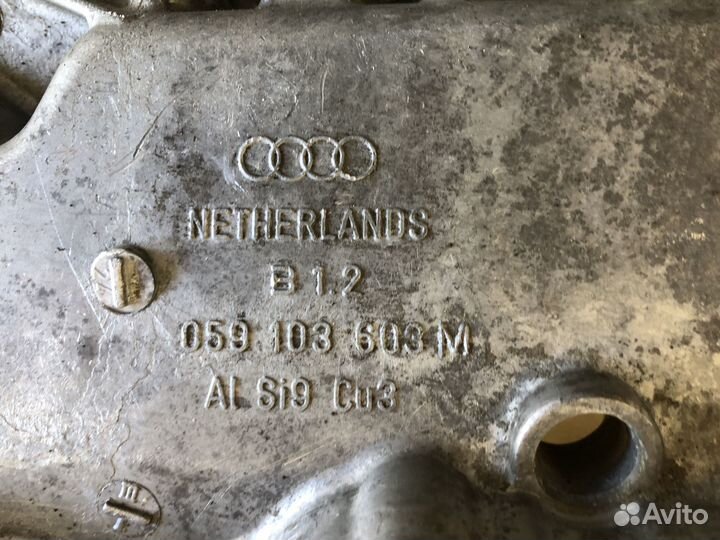 NETHERLANDS
B 1.2
059 103 603 M
AL Si9 Cu3
Avito